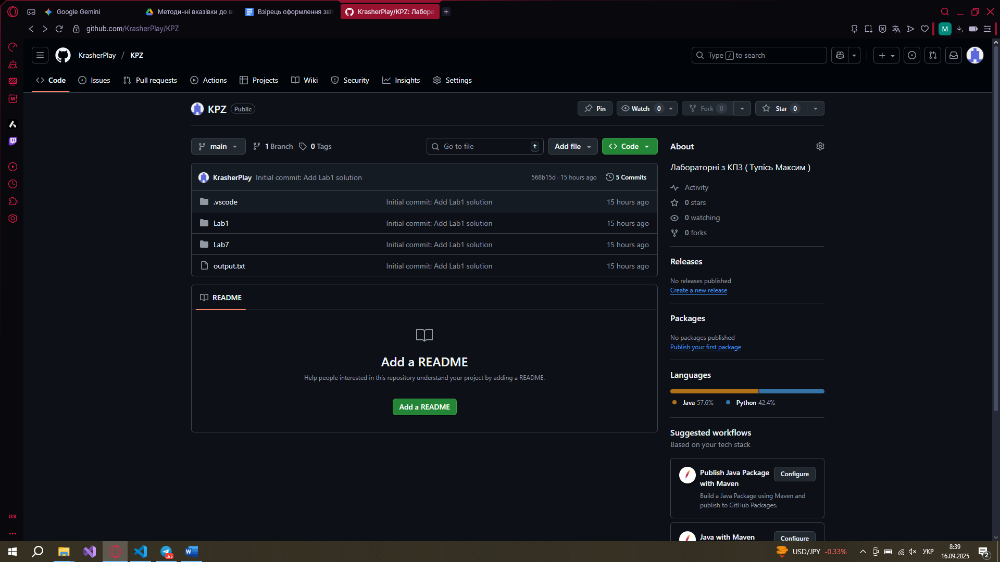 Google Gemini
Методичні вказівки до в
Взірець оформлення зві
KrasherPlay/KPZ: Лабора
github.com/KrasherPlay/KPZ
M
KrasherPlay / KPZ
Type / to search
Code
Issues
Pull requests
Actions
Projects
Wiki
Security
Insights
Settings
KPZ
Public
Pin
Watch 0
Fork 0
Star 0
main
1 Branch
0 Tags
Go to file
t
Add file
Code
KrasherPlay Initial commit: Add Lab1 solution
568b15d · 15 hours ago
5 Commits
.vscode
Initial commit: Add Lab1 solution
15 hours ago
Lab1
Initial commit: Add Lab1 solution
15 hours ago
Lab7
Initial commit: Add Lab1 solution
15 hours ago
output.txt
Initial commit: Add Lab1 solution
15 hours ago
README
Add a README
Help people interested in this repository understand your project by adding a README.
Add a README
About
Лабораторні з КПЗ ( Тупісь Максим )
Activity
0 stars
0 watching
0 forks
Releases
No releases published
Create a new release
Packages
No packages published
Publish your first package
Languages
Java 57.6%
Python 42.4%
Suggested workflows
Based on your tech stack
Publish Java Package
with Maven
Configure
Build a Java Package using Maven and
publish to GitHub Packages.
Java with Maven
Configure
GX
USD/JPY -0.33%
УКР
8:39
16.09.2025
2